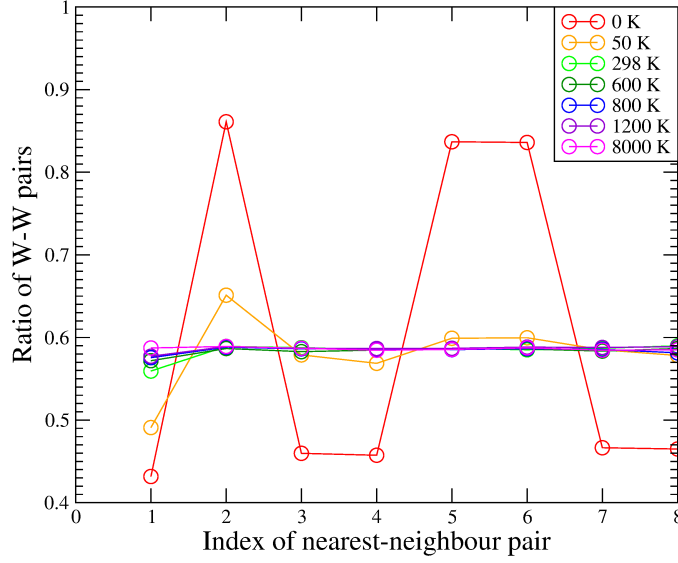 1
0.9
0.8
0.7
0.6
0.5
0.4
Ratio of W-W pairs
0 K
50 K
298 K
600 K
800 K
1200 K
8000 K
0 1 2 3 4 5 6 7 8
Index of nearest-neighbour pair